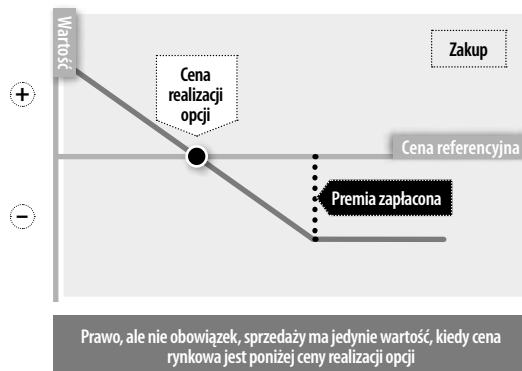 Wartość
Zakup
Cena
realizacji
opcji
+
Cena referencyjna
Premia zapłacona
–
Prawo, ale nie obowiązek, sprzedaży ma jedynie wartość, kiedy cena
rynkowa jest poniżej ceny realizacji opcji